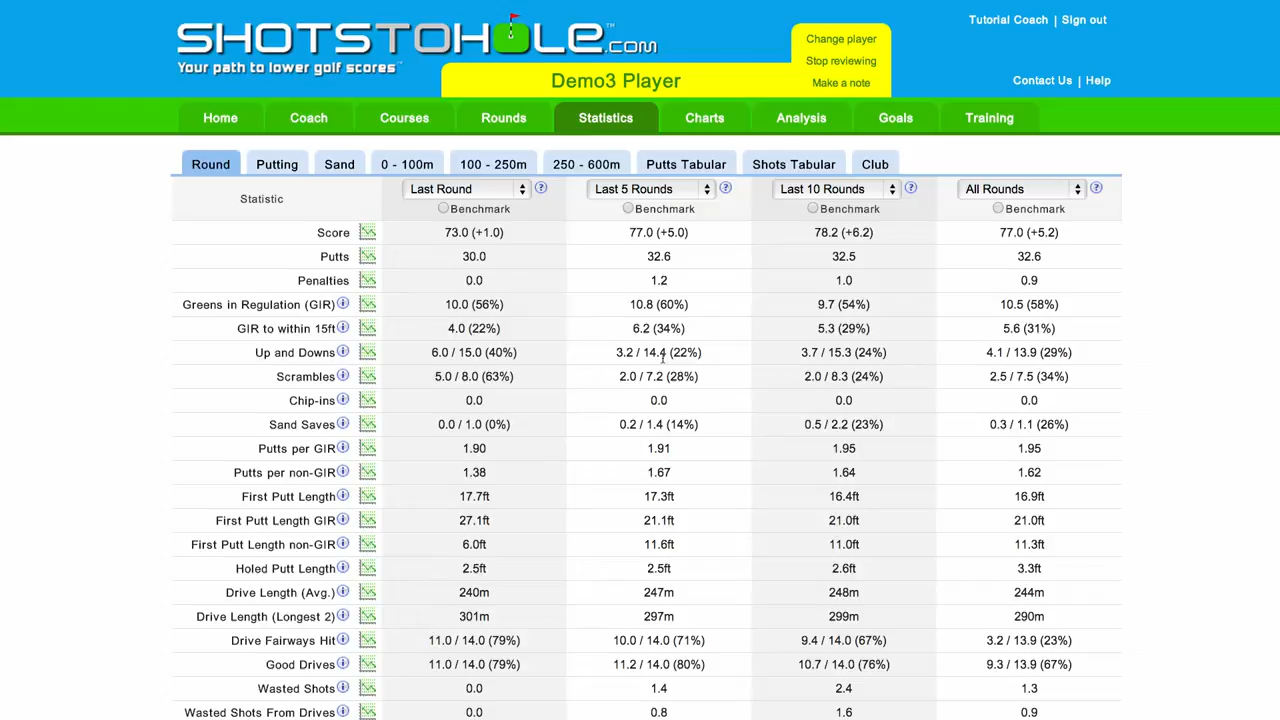 SHOTSTOHOLE.COM™
Your path to lower golf scores™
Demo3 Player
Change player
Stop reviewing
Make a note
Tutorial Coach | Sign out
Contact Us | Help
Home Coach Courses Rounds Statistics Charts Analysis Goals Training
Round Putting Sand 0 - 100m 100 - 250m 250 - 600m Putts Tabular Shots Tabular Club
Statistic Last Round ? Last 5 Rounds ? Last 10 Rounds ? All Rounds ?
Benchmark Benchmark Benchmark Benchmark
Score 73.0 (+1.0) 77.0 (+5.0) 78.2 (+6.2) 77.0 (+5.2)
Putts 30.0 32.6 32.5 32.6
Penalties 0.0 1.2 1.0 0.9
Greens in Regulation (GIR) i 10.0 (56%) 10.8 (60%) 9.7 (54%) 10.5 (58%)
GIR to within 15ft i 4.0 (22%) 6.2 (34%) 5.3 (29%) 5.6 (31%)
Up and Downs i 6.0 / 15.0 (40%) 3.2 / 14.4 (22%) 3.7 / 15.3 (24%) 4.1 / 13.9 (29%)
Scrambles i 5.0 / 8.0 (63%) 2.0 / 7.2 (28%) 2.0 / 8.3 (24%) 2.5 / 7.5 (34%)
Chip-ins i 0.0 0.0 0.0 0.0
Sand Saves i 0.0 / 1.0 (0%) 0.2 / 1.4 (14%) 0.5 / 2.2 (23%) 0.3 / 1.1 (26%)
Putts per GIR i 1.90 1.91 1.95 1.95
Putts per non-GIR i 1.38 1.67 1.64 1.62
First Putt Length i 17.7ft 17.3ft 16.4ft 16.9ft
First Putt Length GIR i 27.1ft 21.1ft 21.0ft 21.0ft
First Putt Length non-GIR i 6.0ft 11.6ft 11.0ft 11.3ft
Holed Putt Length i 2.5ft 2.5ft 2.6ft 3.3ft
Drive Length (Avg.) i 240m 247m 248m 244m
Drive Length (Longest 2) i 301m 297m 299m 290m
Drive Fairways Hit i 11.0 / 14.0 (79%) 10.0 / 14.0 (71%) 9.4 / 14.0 (67%) 3.2 / 13.9 (23%)
Good Drives i 11.0 / 14.0 (79%) 11.2 / 14.0 (80%) 10.7 / 14.0 (76%) 9.3 / 13.9 (67%)
Wasted Shots i 0.0 1.4 2.4 1.3
Wasted Shots From Drives i 0.0 0.8 1.6 0.9